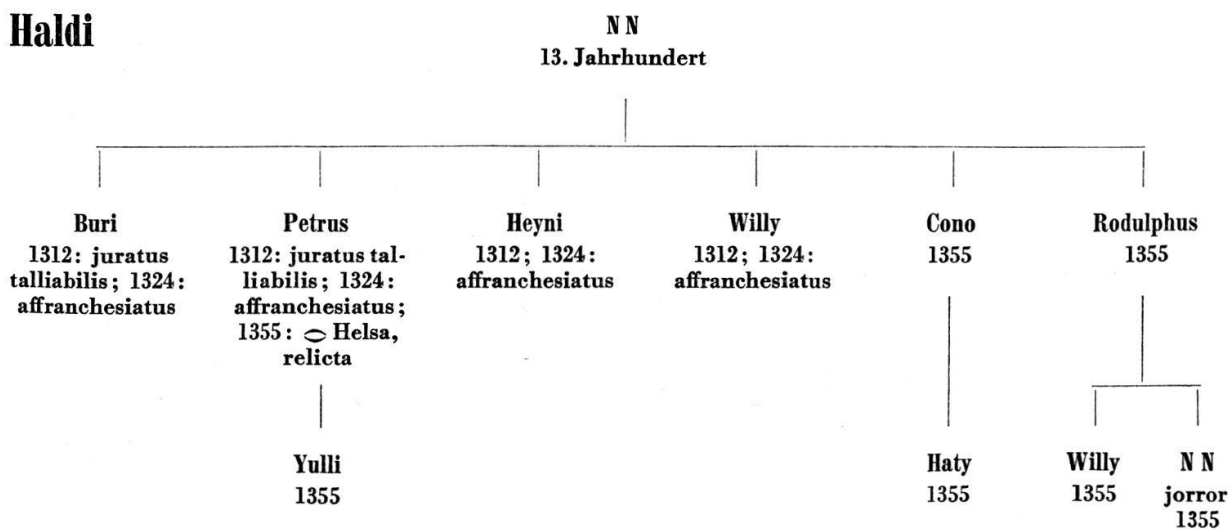 Haldi
N N
13. Jahrhundert
Buri
1312: juratus
talliabilis; 1324:
affranchesiatus
Petrus
1312: juratus tal-
liabilis; 1324:
affranchesiatus;
1355: ⚭ Helsa,
relicta
Heyni
1312; 1324:
affranchesiatus
Willy
1312; 1324:
affranchesiatus
Cono
1355
Rodulphus
1355
Yulli
1355
Haty
1355
Willy
1355
N N
jorror
1355